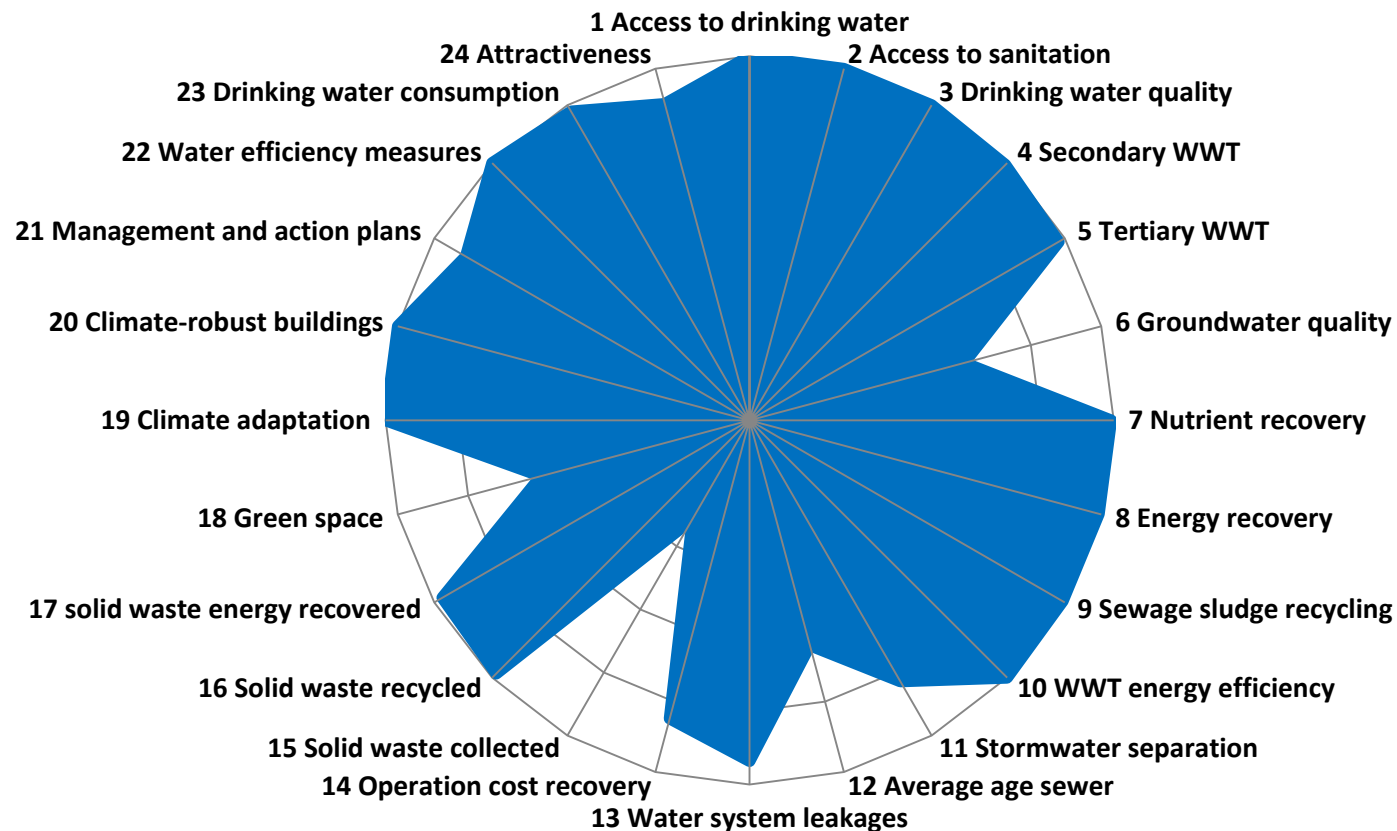 1 Access to drinking water
2 Access to sanitation
3 Drinking water quality
4 Secondary WWT
5 Tertiary WWT
6 Groundwater quality
7 Nutrient recovery
8 Energy recovery
9 Sewage sludge recycling
10 WWT energy efficiency
11 Stormwater separation
12 Average age sewer
13 Water system leakages
14 Operation cost recovery
15 Solid waste collected
16 Solid waste recycled
17 solid waste energy recovered
18 Green space
19 Climate adaptation
20 Climate-robust buildings
21 Management and action plans
22 Water efficiency measures
23 Drinking water consumption
24 Attractiveness